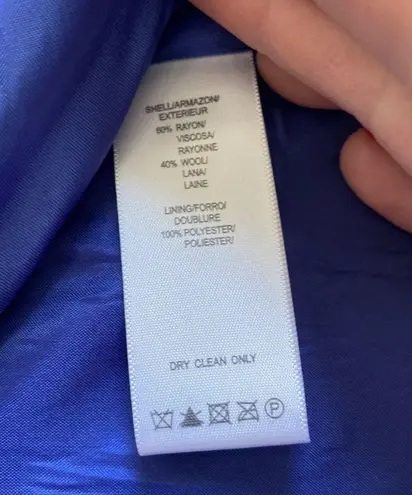 SHELL/ARMAZON/
EXTERIEUR
60% RAYON/
VISCOSA/
RAYONNE
40% WOOL/
LANA/
LAINE
LINING/FORRO/
DOUBLURE
100% POLYESTER/
POLIESTER/
DRY CLEAN ONLY
P